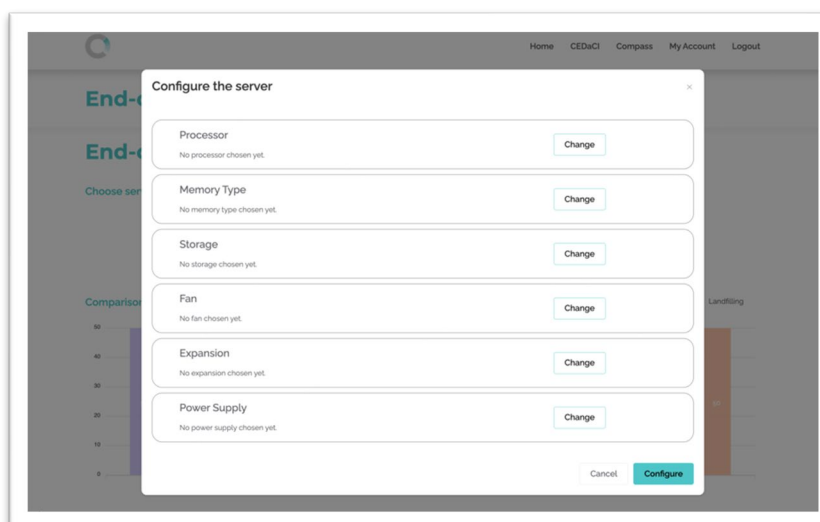 Home CEDaCI Compass My Account Logout
Configure the server ×
End-
End-
Choose ser
Processor
No processor chosen yet.
Change
Memory Type
No memory type chosen yet.
Change
Storage
No storage chosen yet.
Change
Fan
No fan chosen yet.
Change
Expansion
No expansion chosen yet.
Change
Power Supply
No power supply chosen yet.
Change
Comparison
Landfilling
50
40
30
20
10
0
Cancel Configure